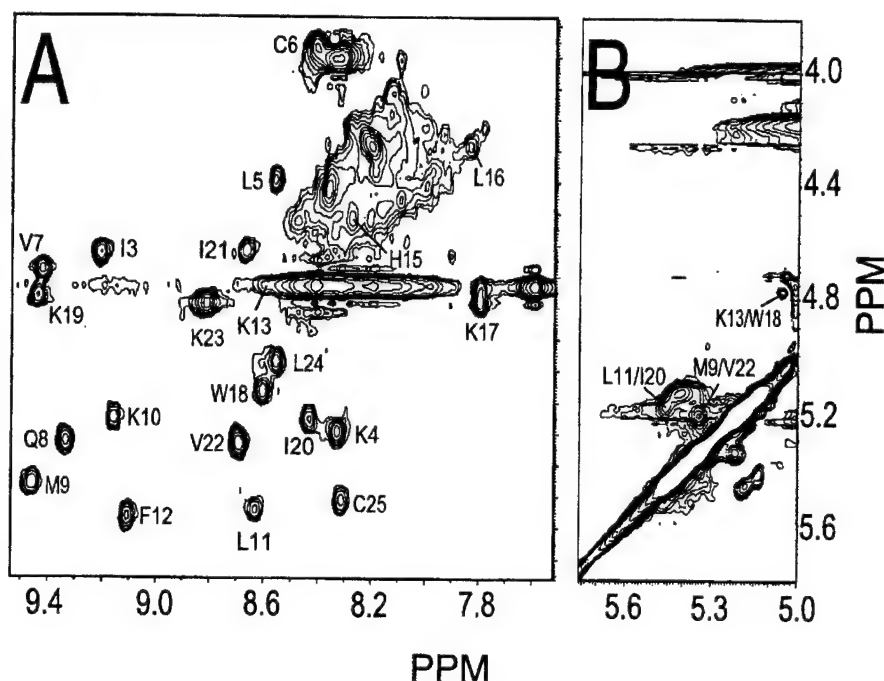 A
B
C6
L5
L16
H15
V7
I3
I21
K19
K13
K23
K17
L24
W18
K10
Q8
V22
I20
K4
M9
F12
L11
C25
K13/W18
L11/I20
M9/V22
4.0
4.4
4.8
5.2
5.6
PPM
9.4 9.0 8.6 8.2 7.8
5.6 5.3 5.0
PPM